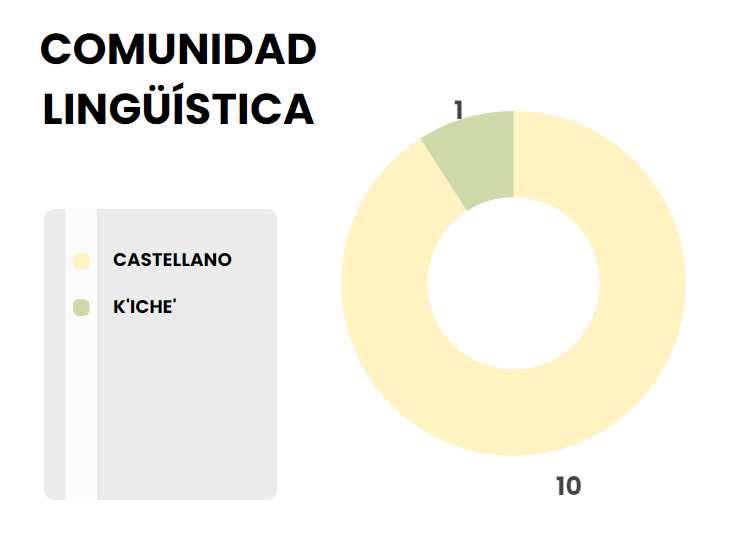 COMUNIDAD
LINGÜÍSTICA
1
CASTELLANO
K'ICHE'
10